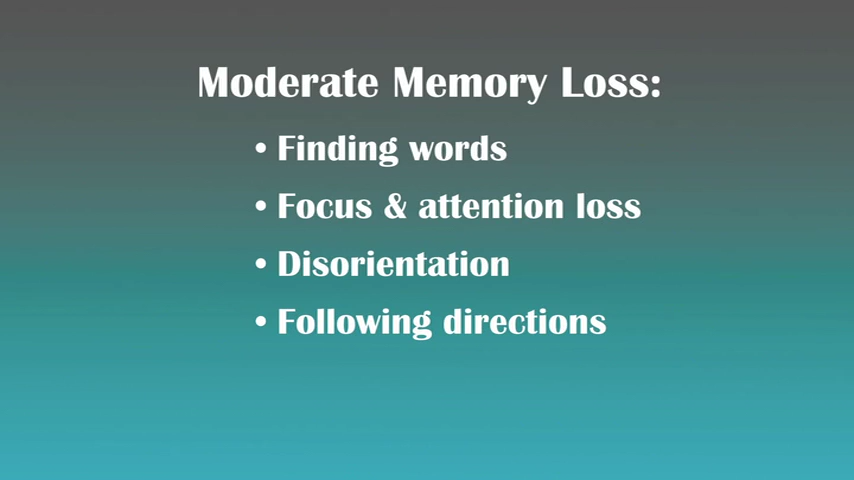 Moderate Memory Loss:
• Finding words
• Focus & attention loss
• Disorientation
• Following directions